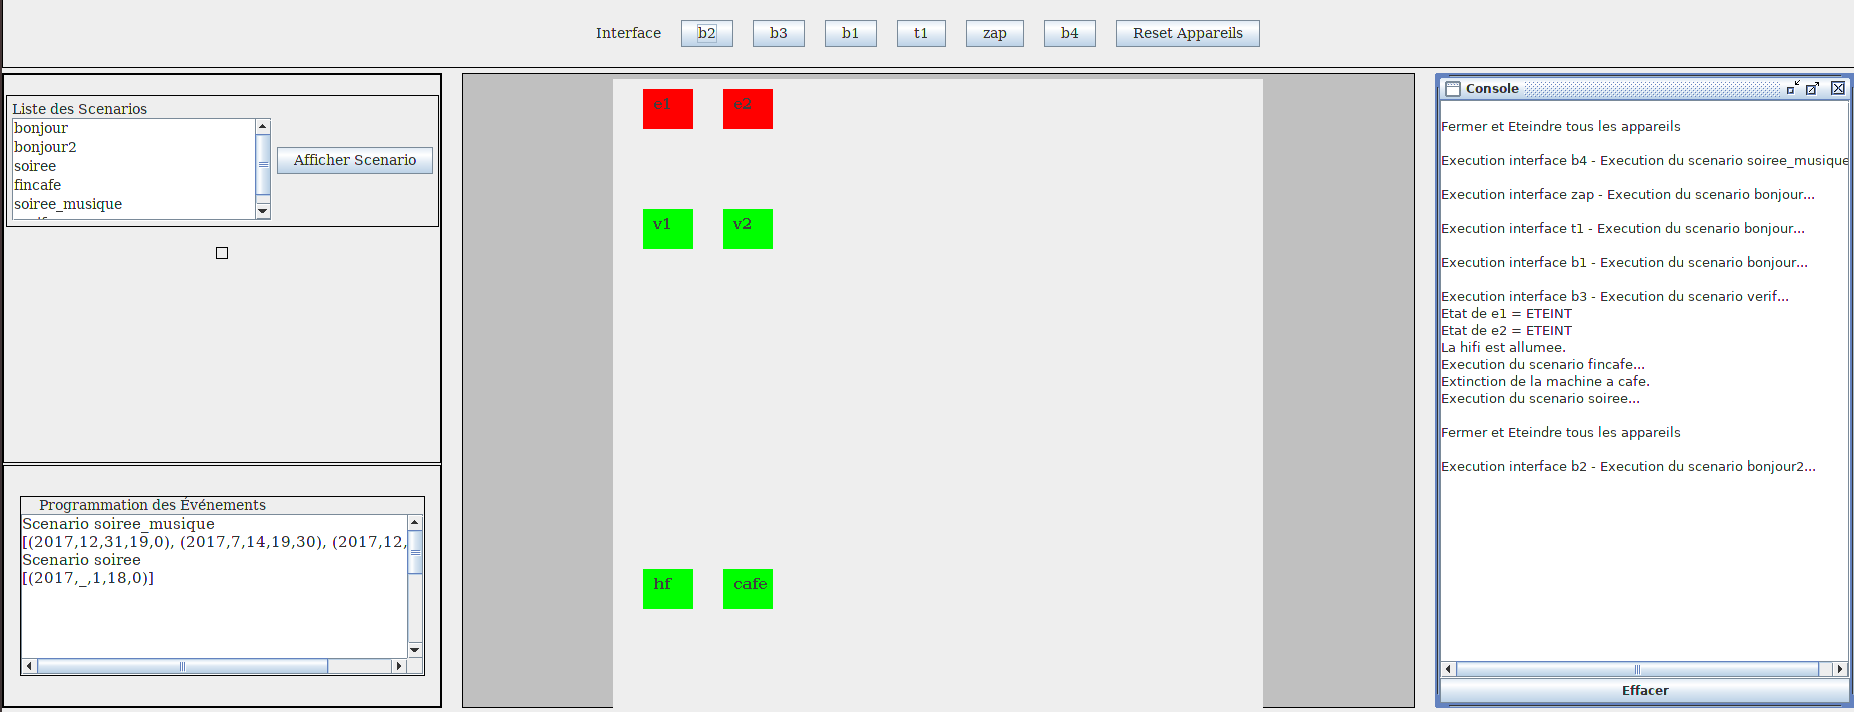 Interface b2 b3 b1 t1 zap b4 Reset Appareils
Liste des Scenarios
bonjour
bonjour2
soiree
fincafe
soiree_musique
Afficher Scenario
Programmation des Événements
Scenario soiree_musique
[(2017,12,31,19,0), (2017,7,14,19,30), (2017,12,
Scenario soiree
[(2017,_,1,18,0)]
e1 e2
v1 v2
hf cafe
Console
Fermer et Eteindre tous les appareils
Execution interface b4 - Execution du scenario soiree_musique
Execution interface zap - Execution du scenario bonjour...
Execution interface t1 - Execution du scenario bonjour...
Execution interface b1 - Execution du scenario bonjour...
Execution interface b3 - Execution du scenario verif...
Etat de e1 = ETEINT
Etat de e2 = ETEINT
La hifi est allumee.
Execution du scenario fincafe...
Extinction de la machine a cafe.
Execution du scenario soiree...
Fermer et Eteindre tous les appareils
Execution interface b2 - Execution du scenario bonjour2...
Effacer